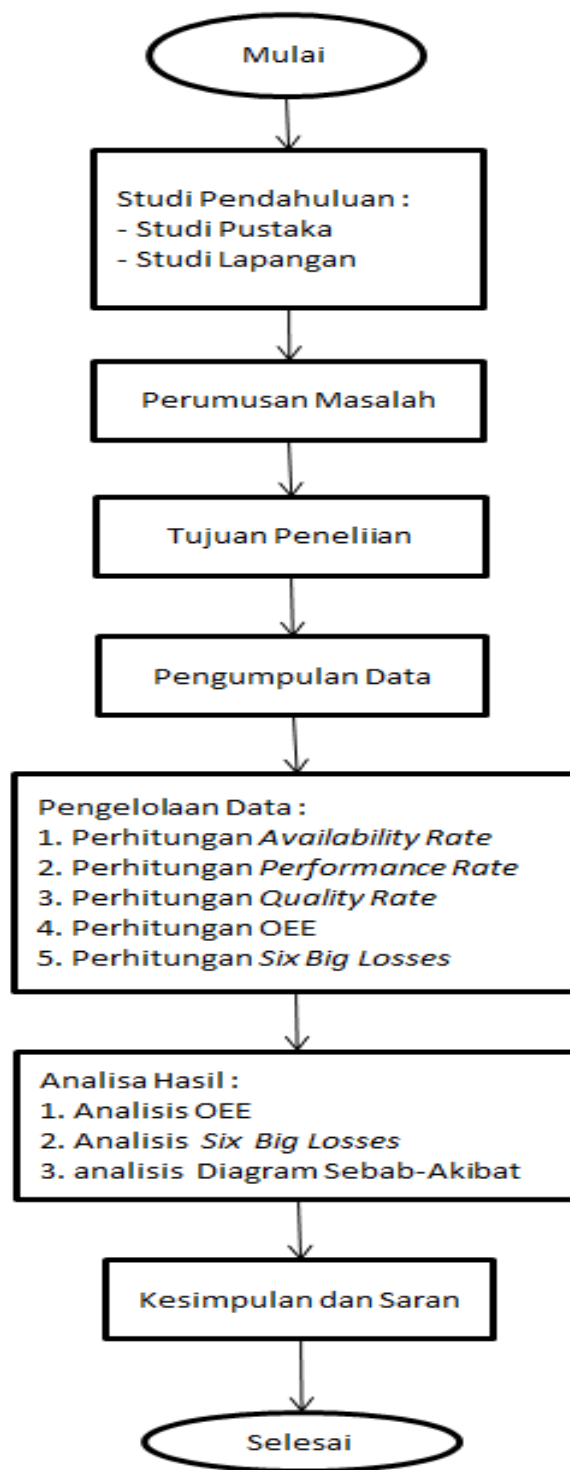 Mulai
Studi Pendahuluan :
- Studi Pustaka
- Studi Lapangan
Perumusan Masalah
Tujuan Peneliian
Pengumpulan Data
Pengelolaan Data :
1. Perhitungan Availability Rate
2. Perhitungan Performance Rate
3. Perhitungan Quality Rate
4. Perhitungan OEE
5. Perhitungan Six Big Losses
Analisa Hasil :
1. Analisis OEE
2. Analisis Six Big Losses
3. analisis Diagram Sebab-Akibat
Kesimpulan dan Saran
Selesai